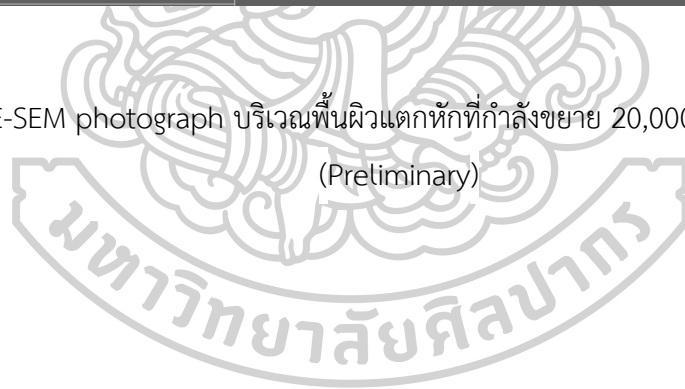 E-SEM photograph บริเวณพื้นผิวแตกหักที่กำลังขยาย 20,000
(Preliminary)
มหาวิทยาลัยศิลปากร